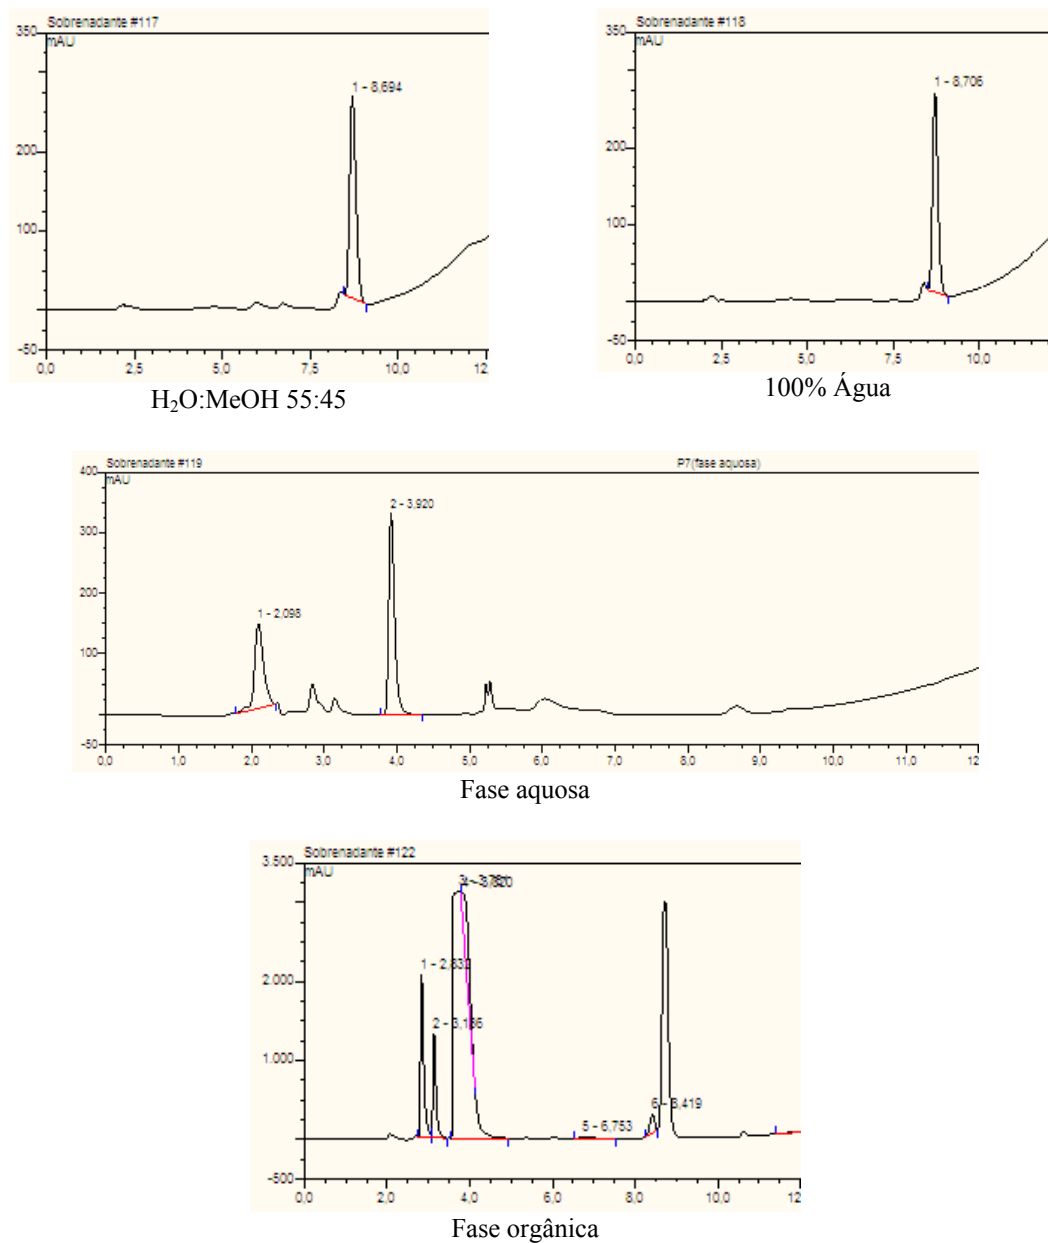 Sobrenadante #117
mAU
350
200
100
-50
1 - 8,694
0,0 2,5 5,0 7,5 10,0 12,
H₂O:MeOH 55:45
Sobrenadante #118
mAU
350
200
100
-50
1 - 8,706
0,0 2,5 5,0 7,5 10,0
100% Água
Sobrenadante #119 P7(fase aquosa)
mAU
400
300
200
100
-50
2 - 3,920
1 - 2,098
0,0 1,0 2,0 3,0 4,0 5,0 6,0 7,0 8,0 9,0 10,0 11,0 12
Fase aquosa
Sobrenadante #122
mAU
3.500
2.000
1.000
-500
2 - 3,136
5 - 6,753
6 - 8,419
0,0 2,0 4,0 6,0 8,0 10,0 12
Fase orgânica